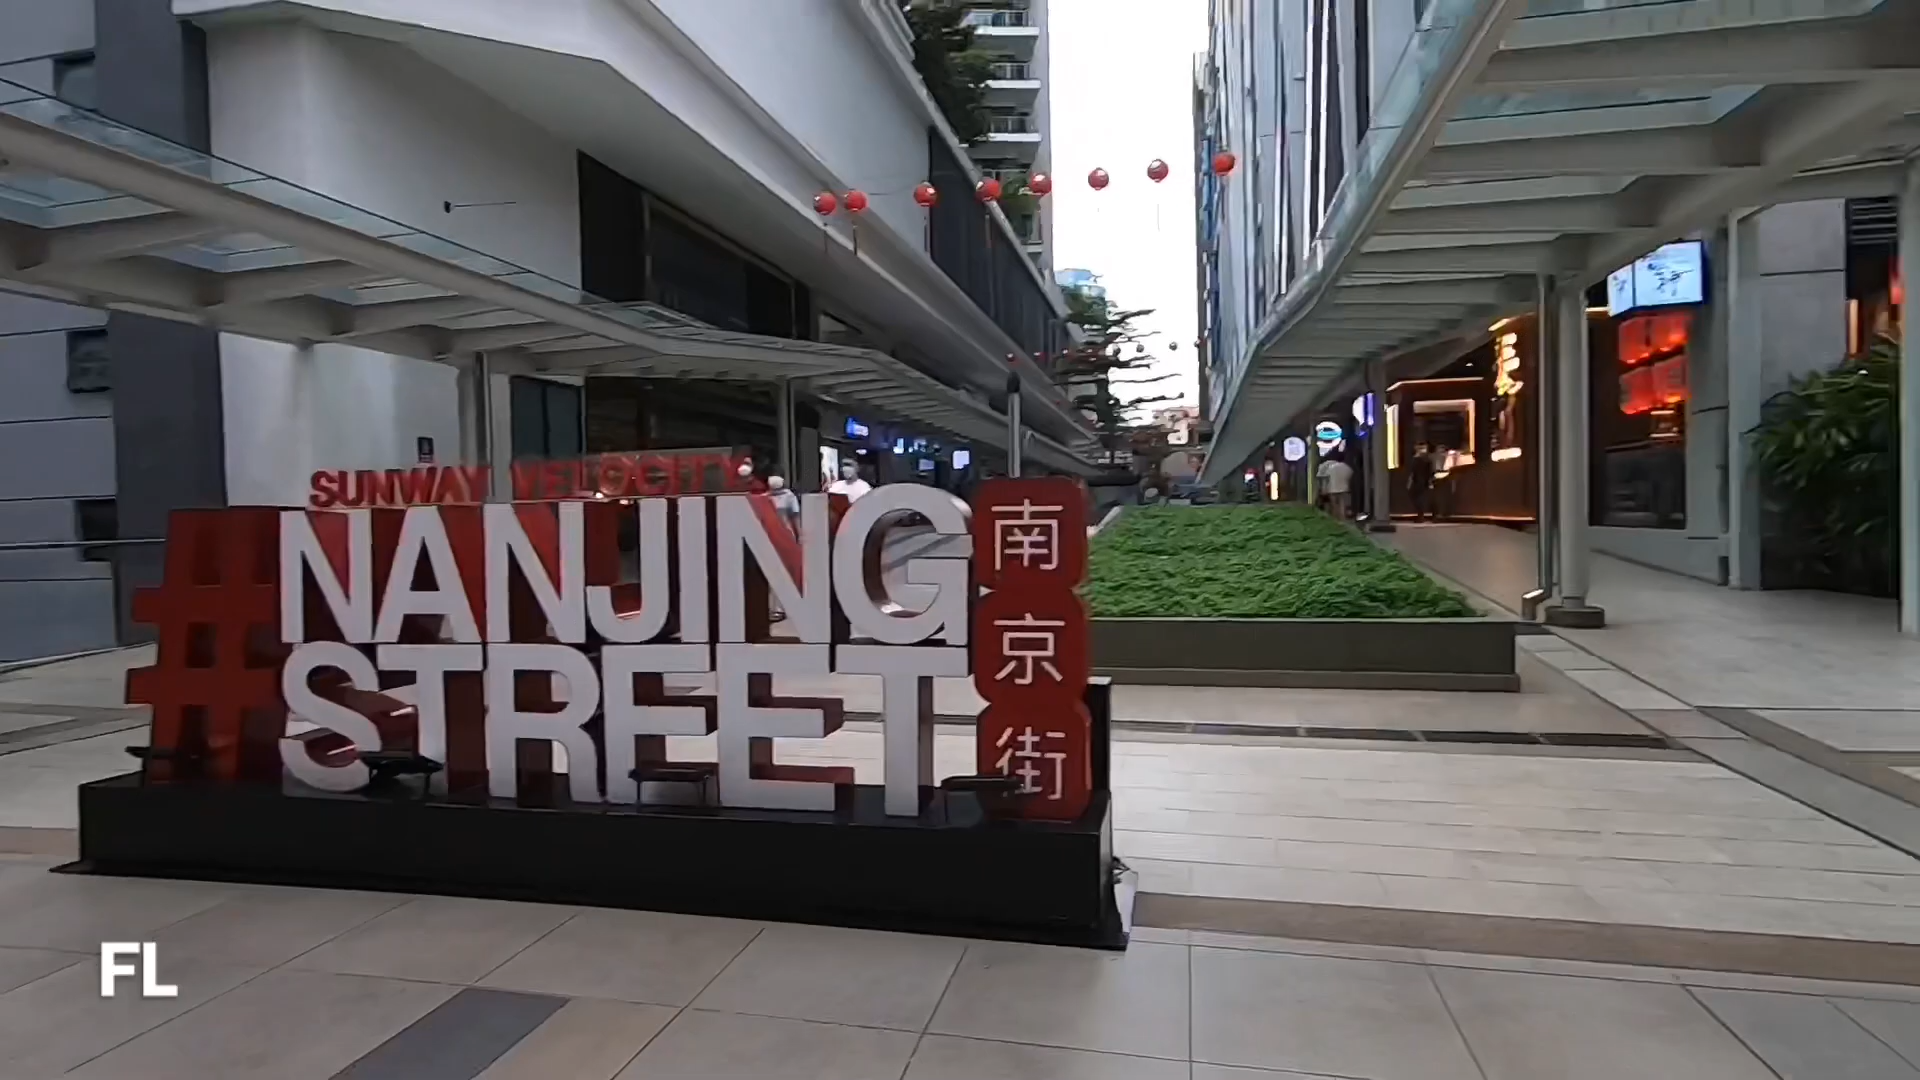 SUNWAY VELOCITY
#NANJING
STREET
南
京
街
FL